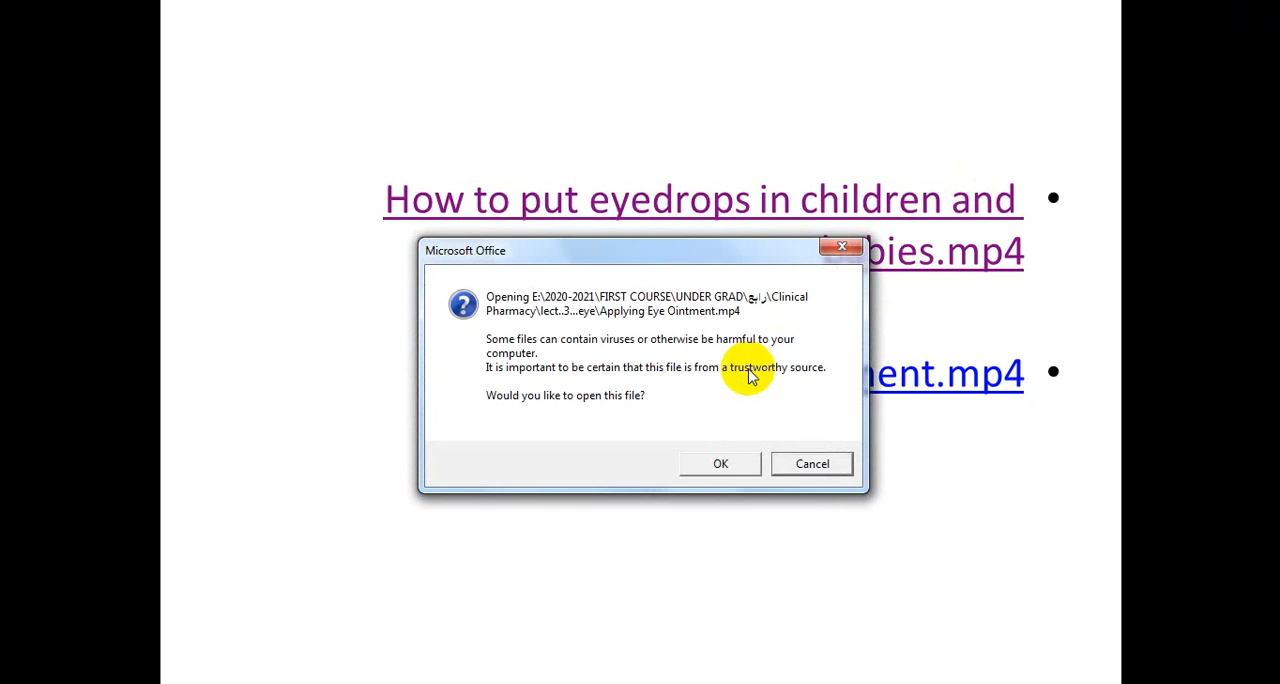 How to put eyedrops in children and •
bies.mp4
Microsoft Office
Opening E:\2020-2021\FIRST COURSE\UNDER GRAD\رابع\Clinical
Pharmacy\lect..3...eye\Applying Eye Ointment.mp4
Some files can contain viruses or otherwise be harmful to your
computer.
It is important to be certain that this file is from a trustworthy source.
Would you like to open this file?
ment.mp4 •
OK
Cancel